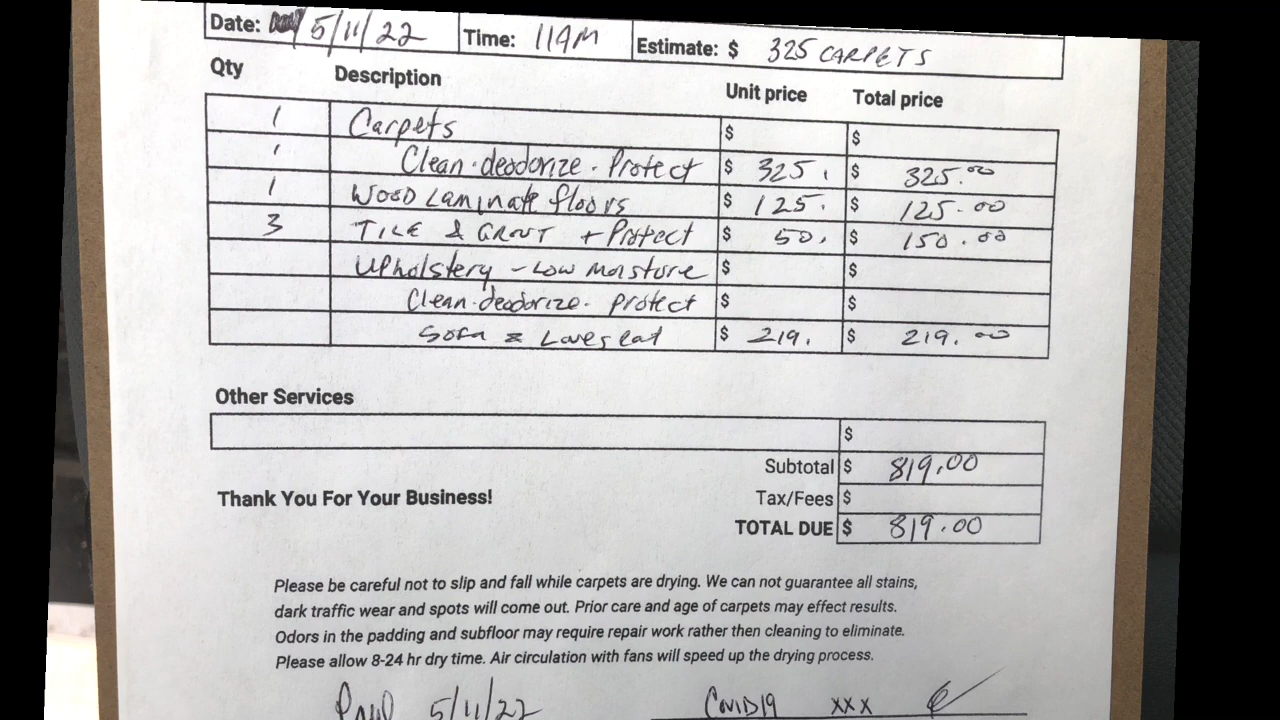 Date: 5/11/22 Time: 11AM Estimate: $ 325 CARPETS
Qty Description Unit price Total price
1 Carpets $ $
' Clean · deodorize · Protect $ 325. $ 325.00
1 WOOD LaminaTe floors $ 125. $ 125.00
3 TILE & GROUT + Protect $ 50. $ 150.00
Upholstery - Low Moisture $ $
Clean · deodorize · Protect $ $
Sofa & Loveseat $ 219. $ 219.00
Other Services
$
Subtotal $ 819.00
Thank You For Your Business! Tax/Fees $
TOTAL DUE $ 819.00
Please be careful not to slip and fall while carpets are drying. We can not guarantee all stains,
dark traffic wear and spots will come out. Prior care and age of carpets may effect results.
Odors in the padding and subfloor may require repair work rather then cleaning to eliminate.
Please allow 8-24 hr dry time. Air circulation with fans will speed up the drying process.
5/11/22 Covid19 xxx